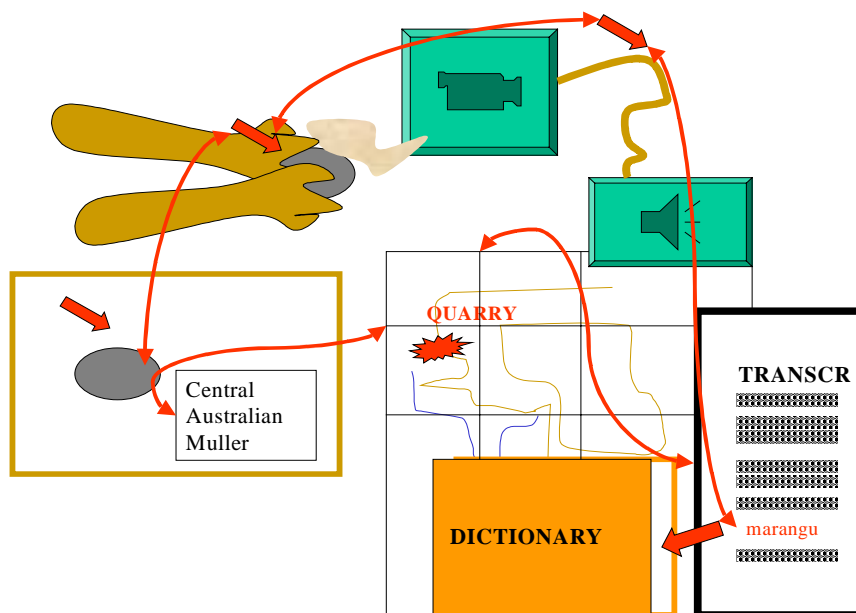 QUARRY
Central
Australian
Muller
TRANSCR
marangu
DICTIONARY